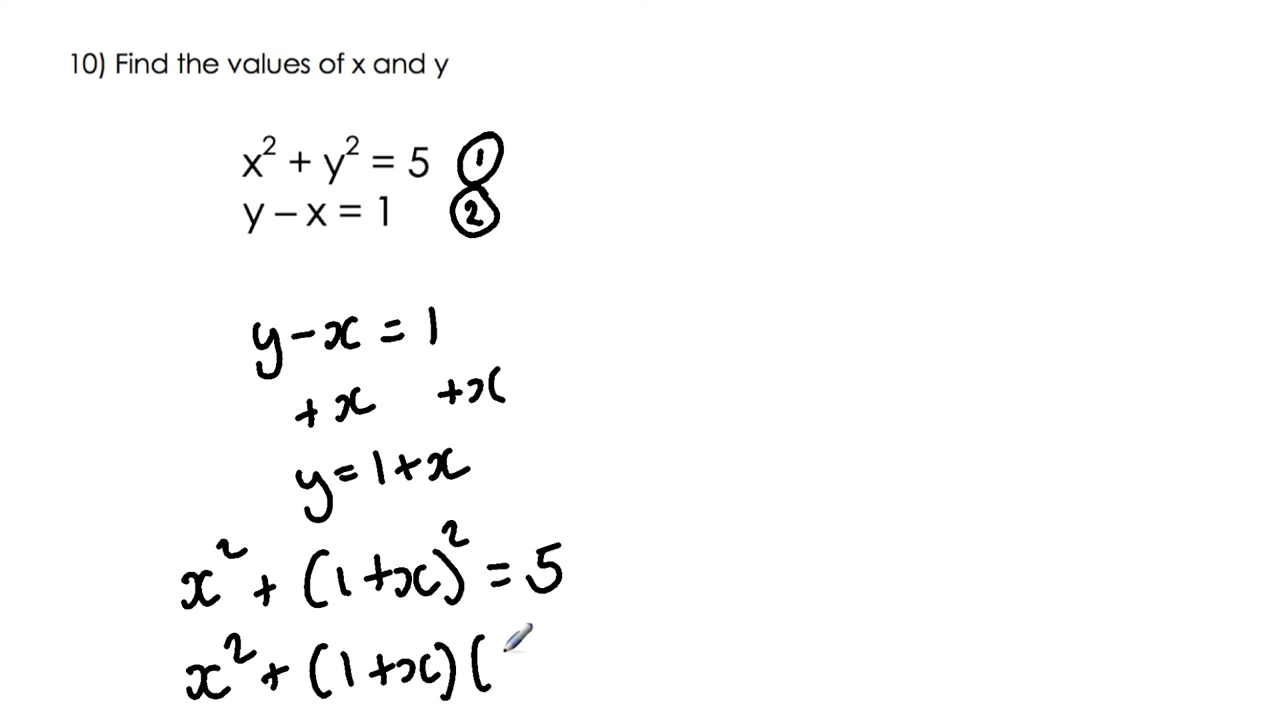 10) Find the values of x and y
x² + y² = 5 ①
y – x = 1 ②
y – x = 1
+ x +x
y = 1 + x
x² + (1 + x)² = 5
x² + (1 + x)(